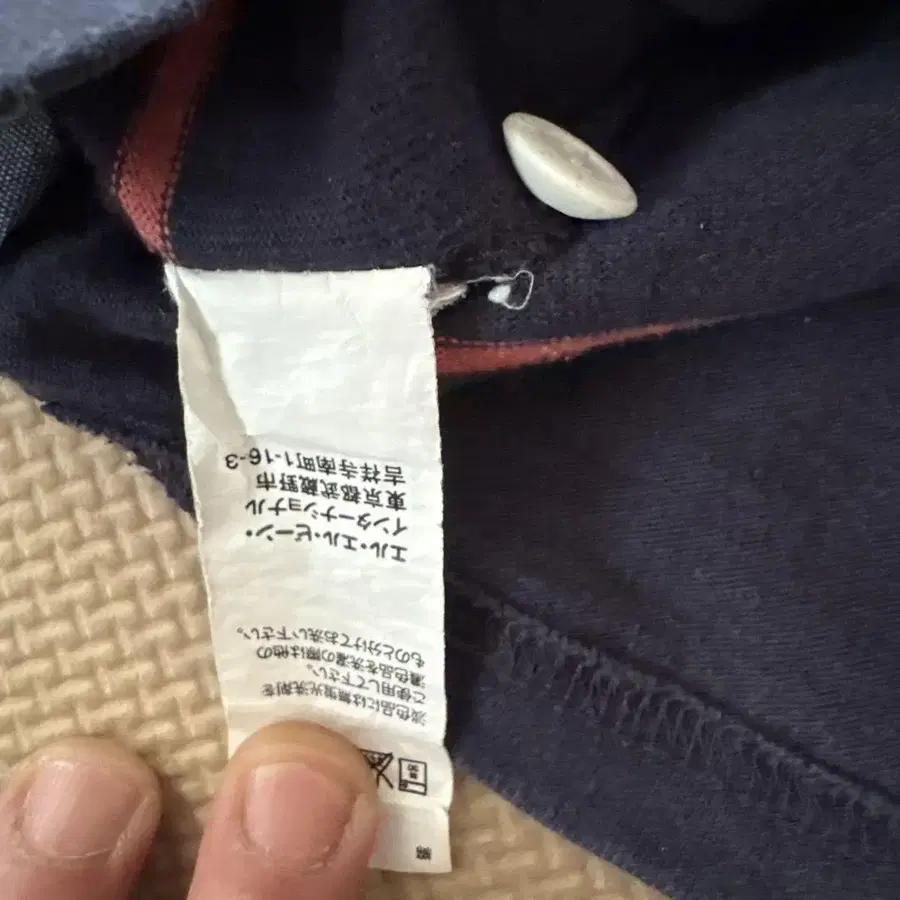 淡色品には無蛍光洗剤を
ご使用して下さい。
濃色品を洗濯の際は他の
ものと分けてお洗い下さい。
エル・エル・ビーン・
インターナショナル
東京都武蔵野市
吉祥寺南町1-16-3